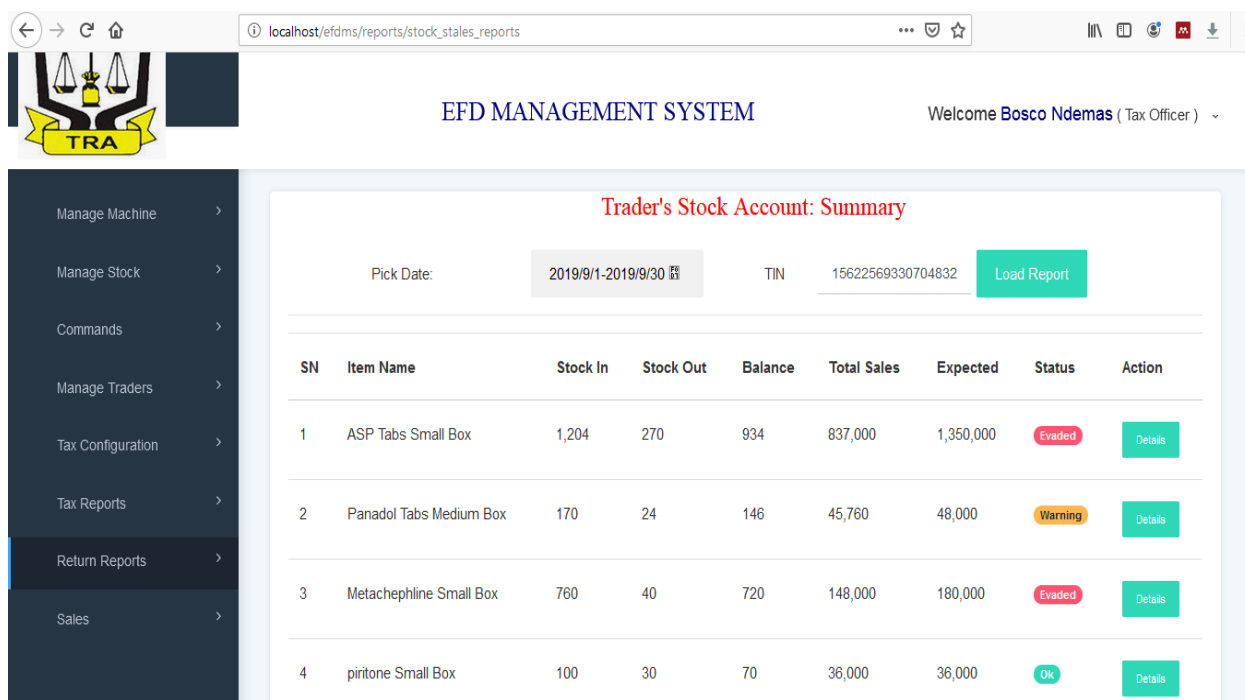 localhost/efdms/reports/stock_stales_reports
TRA
EFD MANAGEMENT SYSTEM
Welcome Bosco Ndemas ( Tax Officer )
Manage Machine
Manage Stock
Commands
Manage Traders
Tax Configuration
Tax Reports
Return Reports
Sales
Trader's Stock Account: Summary
Pick Date: 2019/9/1-2019/9/30 TIN 15622569330704832 Load Report
SN Item Name Stock In Stock Out Balance Total Sales Expected Status Action
1 ASP Tabs Small Box 1,204 270 934 837,000 1,350,000 Evaded Details
2 Panadol Tabs Medium Box 170 24 146 45,760 48,000 Warning Details
3 Metachephline Small Box 760 40 720 148,000 180,000 Evaded Details
4 piritone Small Box 100 30 70 36,000 36,000 Ok Details